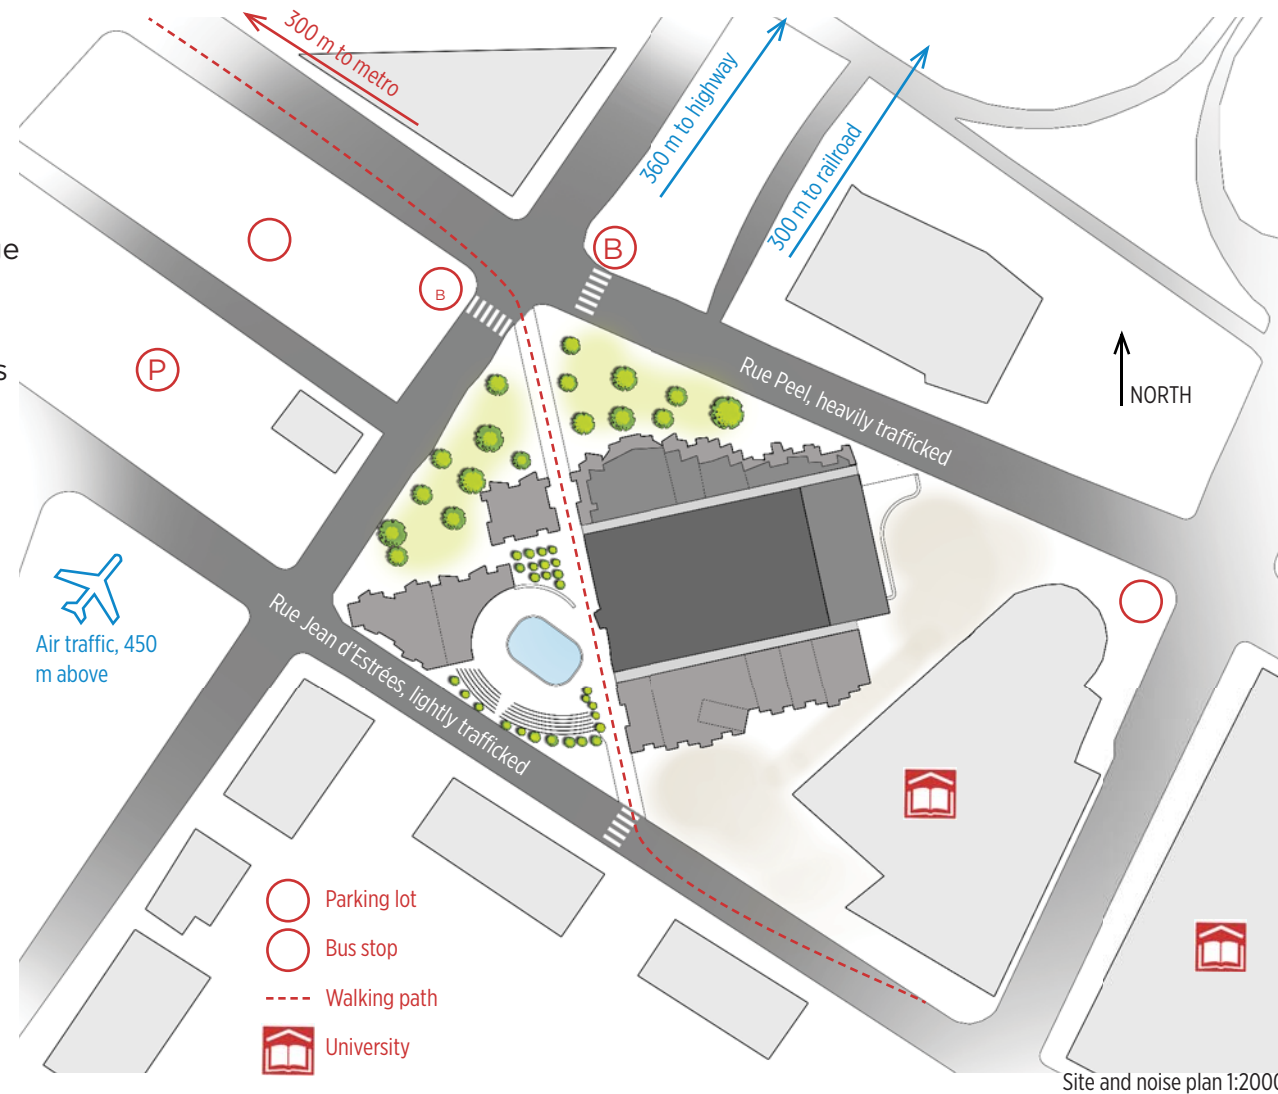 300 m to metro
360 m to highway
300 m to railroad
B
B
P
Rue Peel, heavily trafficked
NORTH
Air traffic, 450
m above
Rue Jean d'Estrées, lightly trafficked
Parking lot
Bus stop
Walking path
University
Site and noise plan 1:2000